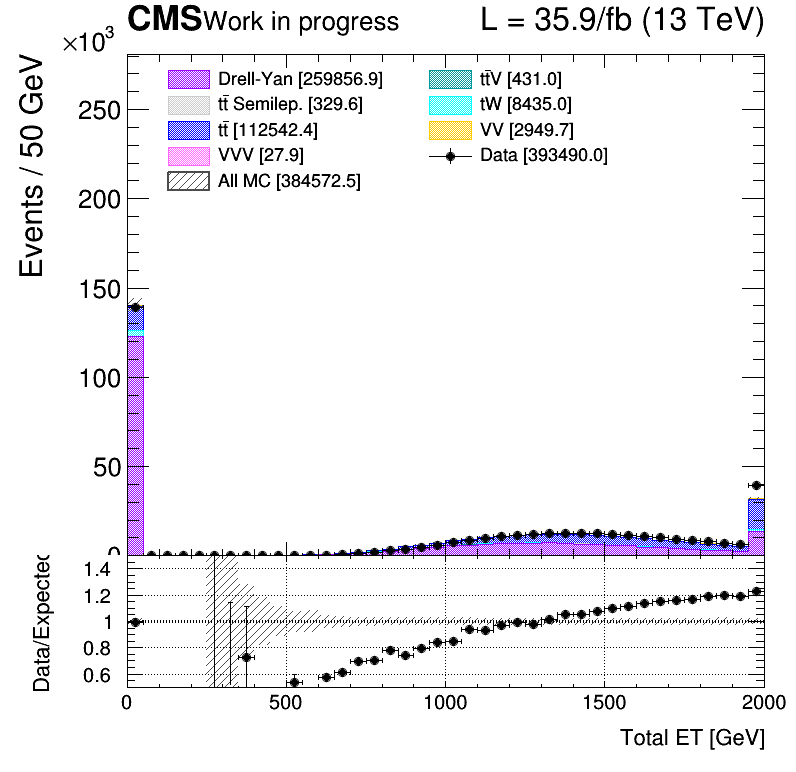 CMS Work in progress L = 35.9/fb (13 TeV)
×10³
Events / 50 GeV
250
200
150
100
50
0
Drell-Yan [259856.9]
tt̄ Semilep. [329.6]
tt̄ [112542.4]
VVV [27.9]
All MC [384572.5]
tt̄V [431.0]
tW [8435.0]
VV [2949.7]
Data [393490.0]
Data/Expected
1.4
1.2
1
0.8
0.6
0 500 1000 1500 2000
Total ET [GeV]